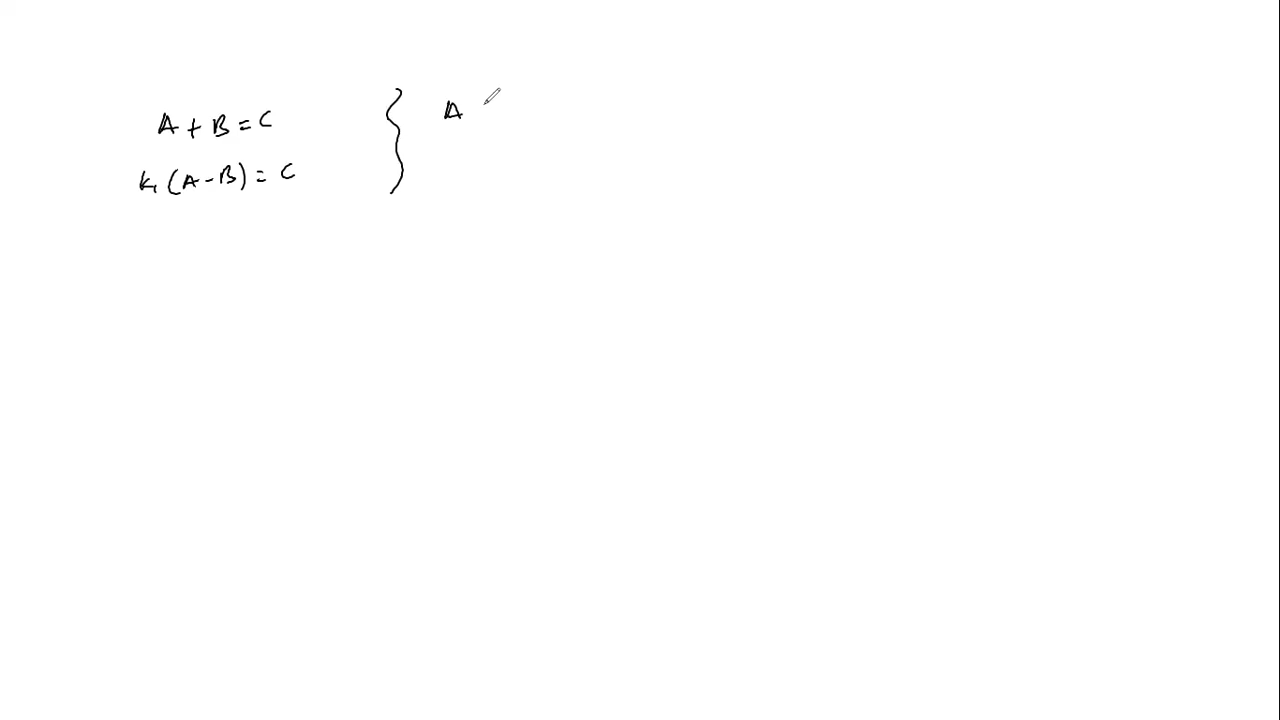 A + B = C
k₁ (A - B) = C
} A